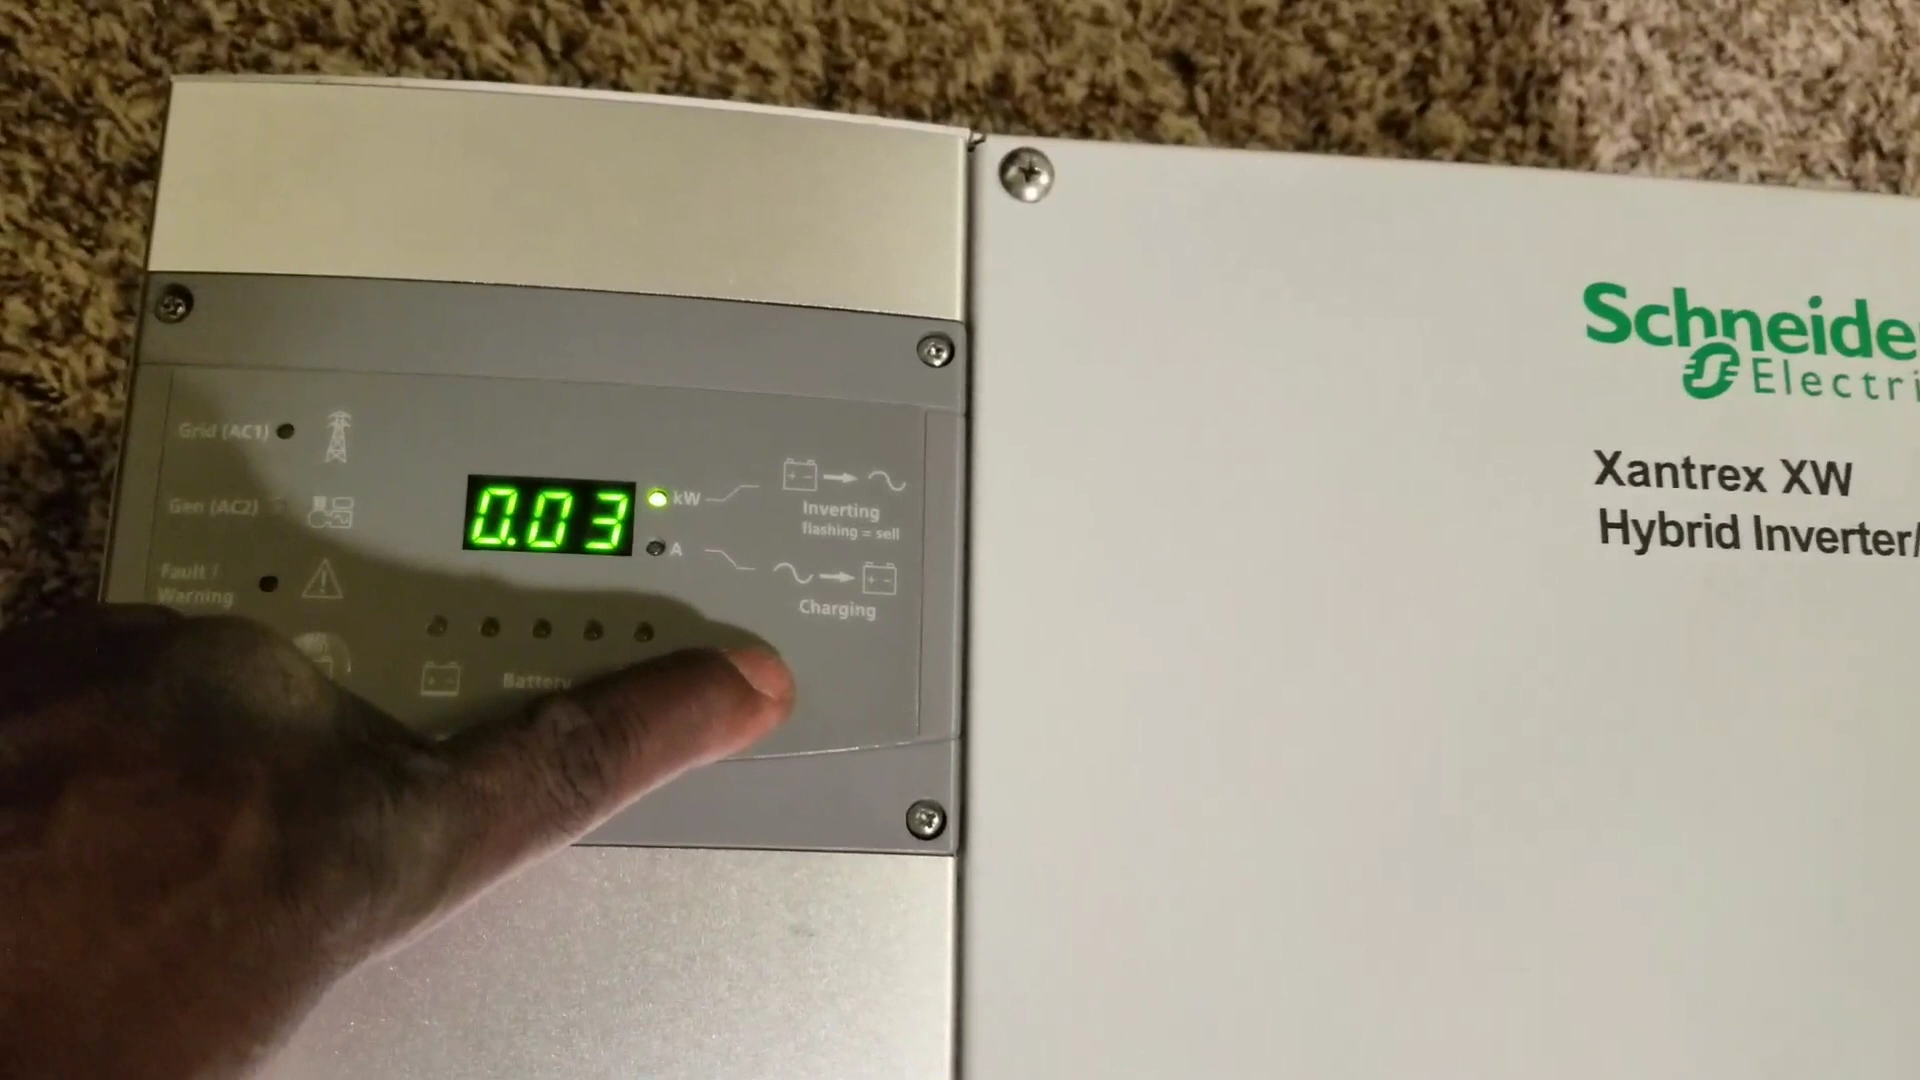 Schneide
Electri
Xantrex XW
Hybrid Inverter/
Grid (AC1)
Gen (AC2)
Fault /
Warning
0.03
kW
A
Inverting
flashing = sell
Charging
Battery